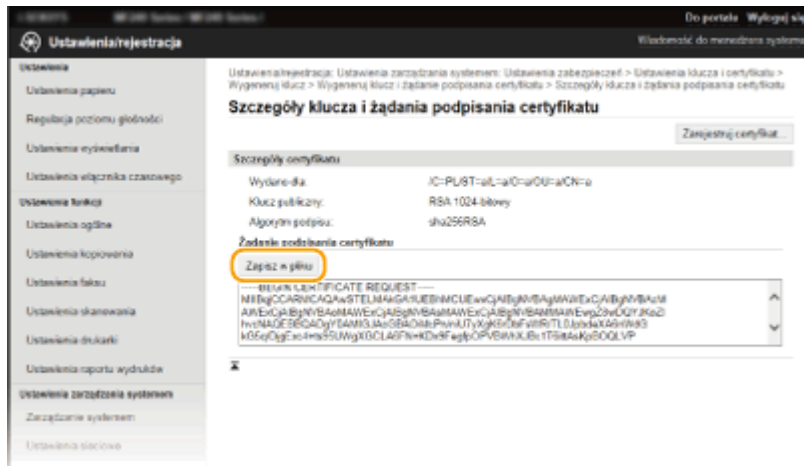 Do portalu Wyloguj się
Ustawienia/rejestracja
Wiadomość do menedżera systemu
Ustawienia
Ustawienia papieru
Regulacja poziomu głośności
Ustawienia wyświetlania
Ustawienia włącznika czasowego
Ustawienia funkcji
Ustawienia ogólne
Ustawienia kopiowania
Ustawienia faksu
Ustawienia skanowania
Ustawienia drukarki
Ustawienia raportu wydruków
Ustawienia zarządzania systemem
Zarządzanie systemem
Ustawienia sieciowe
Ustawienia/rejestracja: Ustawienia zarządzania systemem: Ustawienia zabezpieczeń > Ustawienia klucza i certyfikatu >
Wygeneruj klucz > Wygeneruj klucz i żądanie podpisania certyfikatu > Szczegóły klucza i żądania podpisania certyfikatu
Szczegóły klucza i żądania podpisania certyfikatu
Zarejestruj certyfikat...
Szczegóły certyfikatu
Wydane dla: /C=PL/ST=a/L=a/O=a/OU=a/CN=a
Klucz publiczny: RSA 1024-bitowy
Algorytm podpisu: sha256RSA
Żądanie podpisania certyfikatu
Zapisz w pliku
-----BEGIN CERTIFICATE REQUEST-----